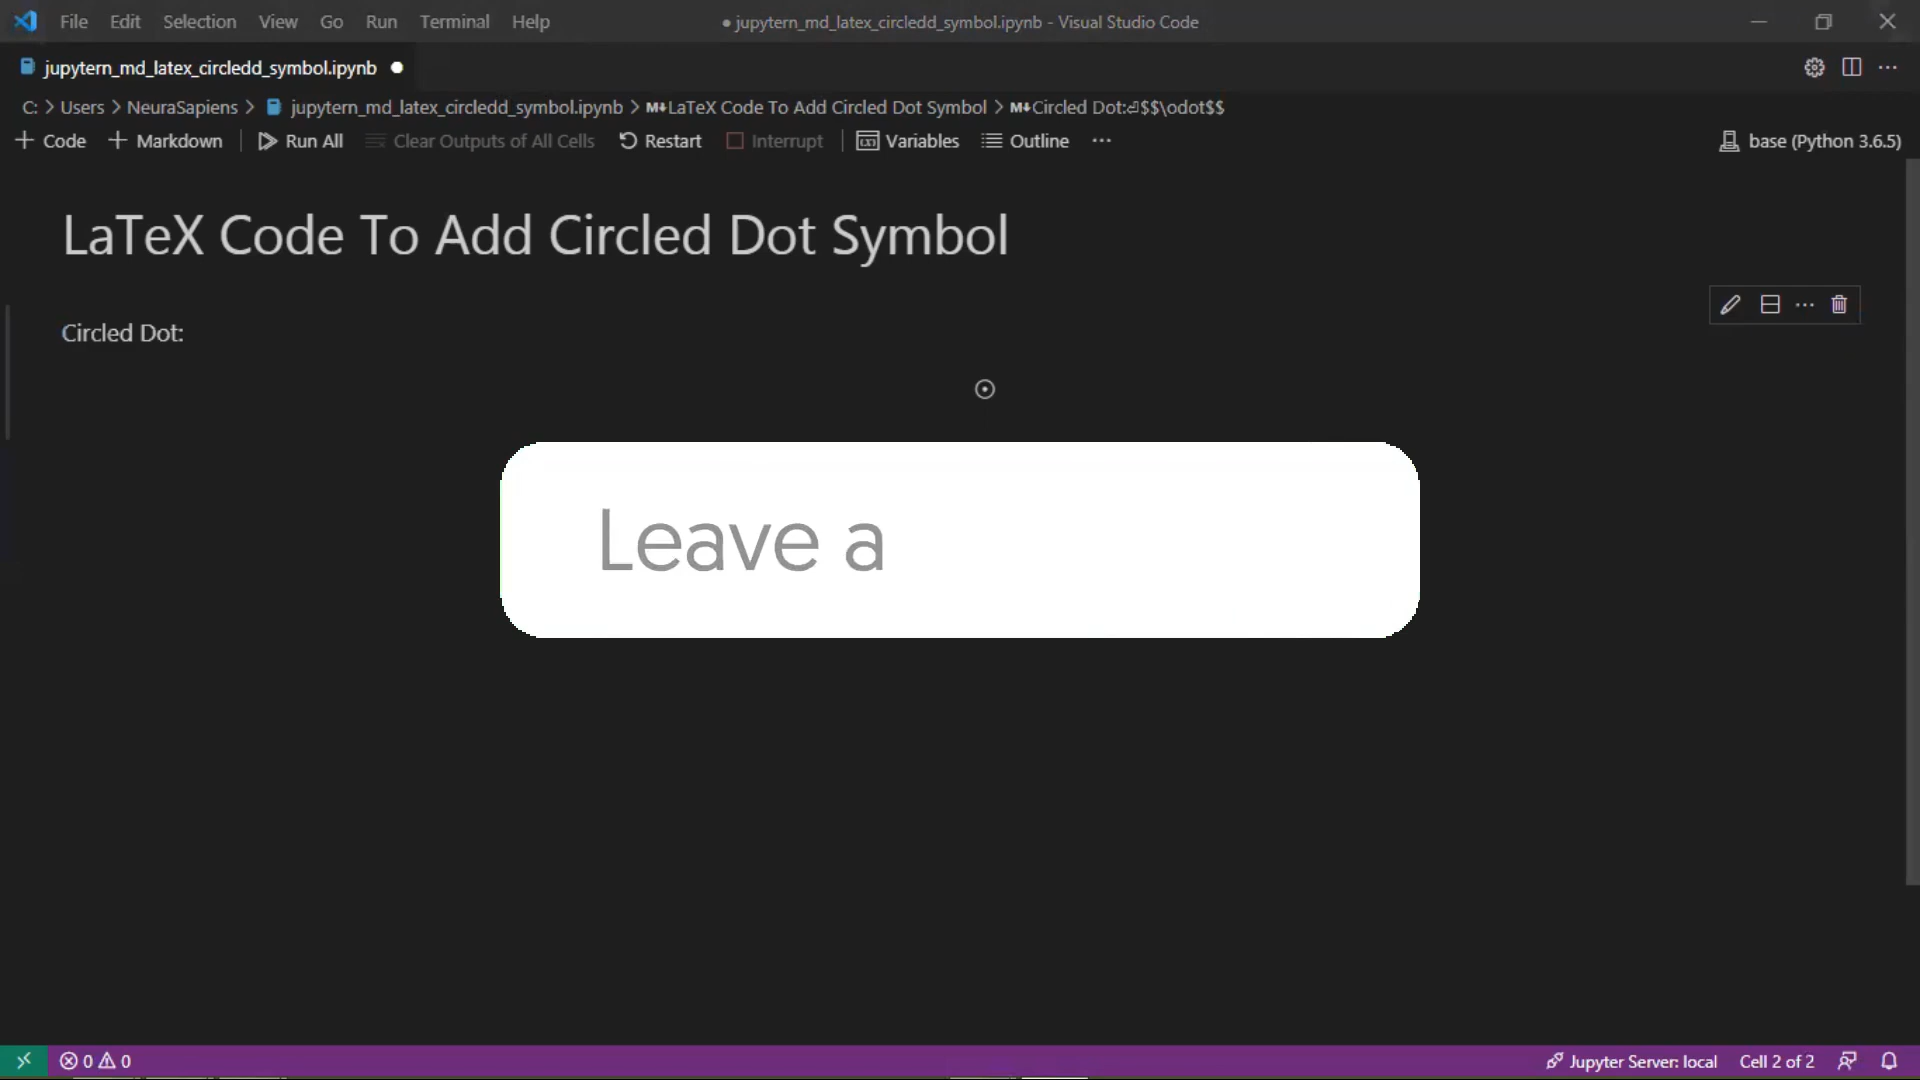 File Edit Selection View Go Run Terminal Help ● jupytern_md_latex_circledd_symbol.ipynb - Visual Studio Code
jupytern_md_latex_circledd_symbol.ipynb ●
C: > Users > NeuraSapiens > jupytern_md_latex_circledd_symbol.ipynb > M↓LaTeX Code To Add Circled Dot Symbol > M↓Circled Dot:⏎$$\odot$$
+ Code + Markdown Run All Clear Outputs of All Cells Restart Interrupt Variables Outline ··· base (Python 3.6.5)
LaTeX Code To Add Circled Dot Symbol
Circled Dot:
⊙
Leave a
0 0 Jupyter Server: local Cell 2 of 2